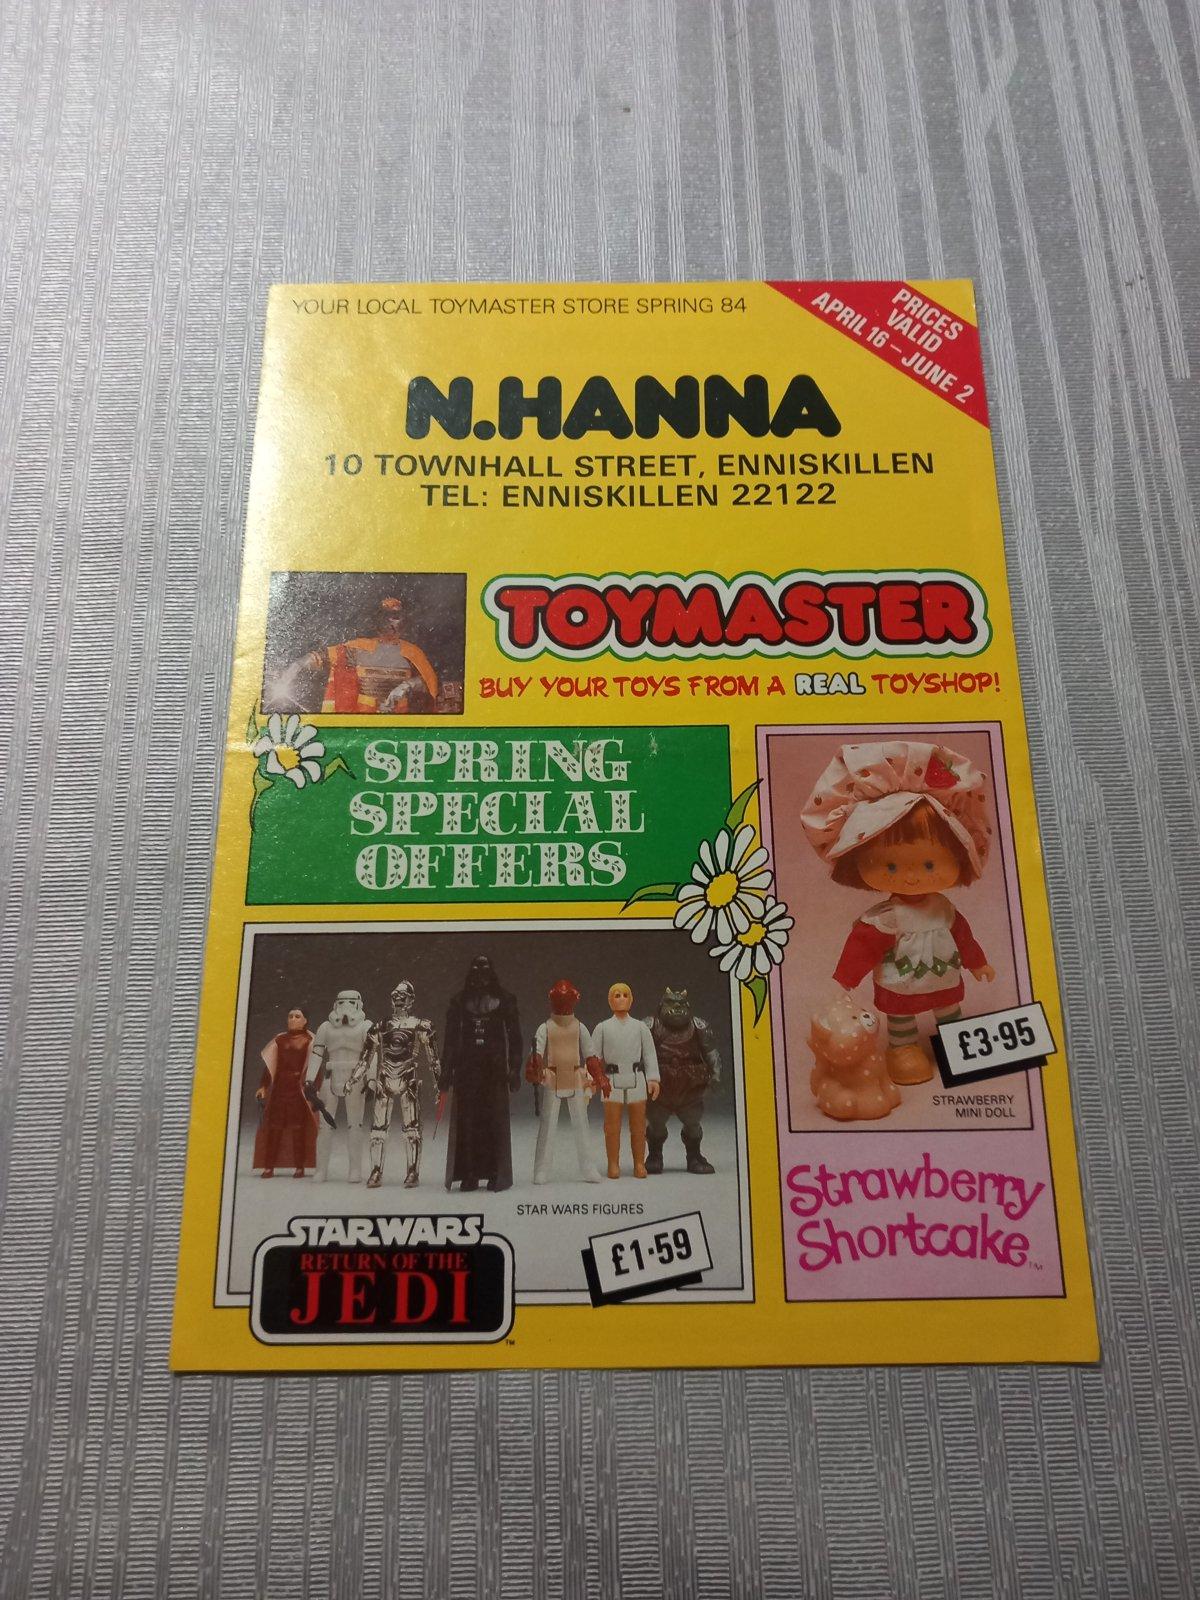 YOUR LOCAL TOYMASTER STORE SPRING 84
PRICES
VALID
APRIL 16 – JUNE 2
N.HANNA
10 TOWNHALL STREET, ENNISKILLEN
TEL: ENNISKILLEN 22122
TOYMASTER
BUY YOUR TOYS FROM A REAL TOYSHOP!
SPRING
SPECIAL
OFFERS
£3·95
STRAWBERRY
MINI DOLL
Strawberry
Shortcake™
STAR WARS FIGURES
£1·59
STAR WARS
RETURN OF THE
JEDI™